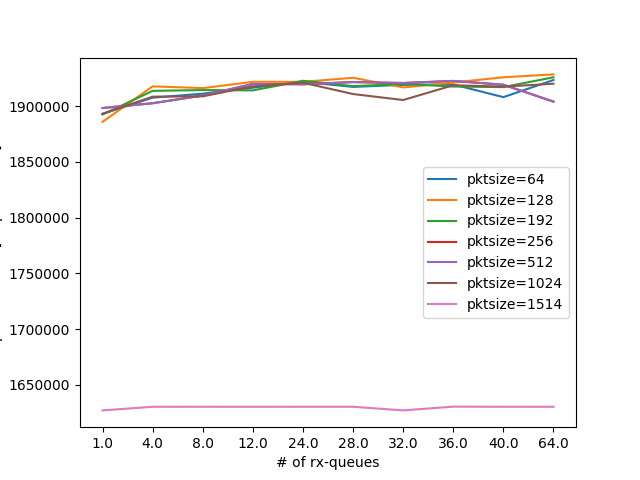 1900000
1850000
1800000
1750000
1700000
1650000
pktsize=64
pktsize=128
pktsize=192
pktsize=256
pktsize=512
pktsize=1024
pktsize=1514
1.0 4.0 8.0 12.0 24.0 28.0 32.0 36.0 40.0 64.0
# of rx-queues